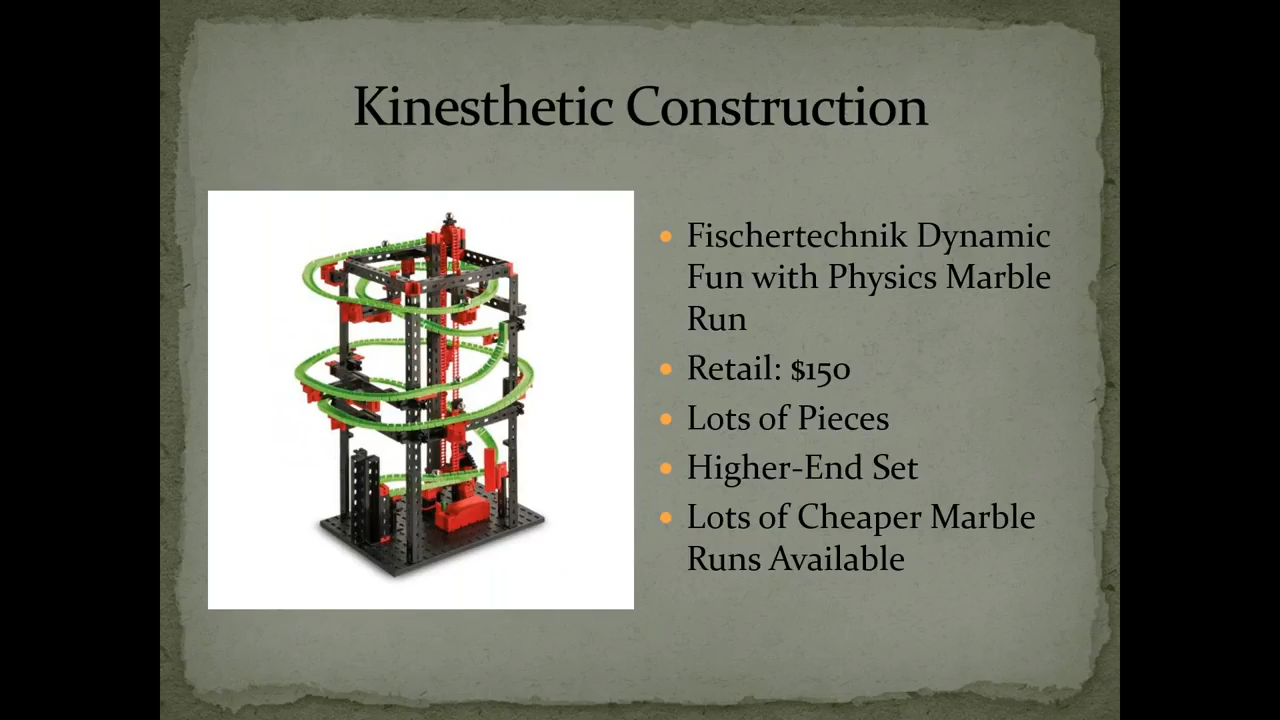 Kinesthetic Construction
Fischertechnik Dynamic
Fun with Physics Marble
Run
Retail: $150
Lots of Pieces
Higher-End Set
Lots of Cheaper Marble
Runs Available